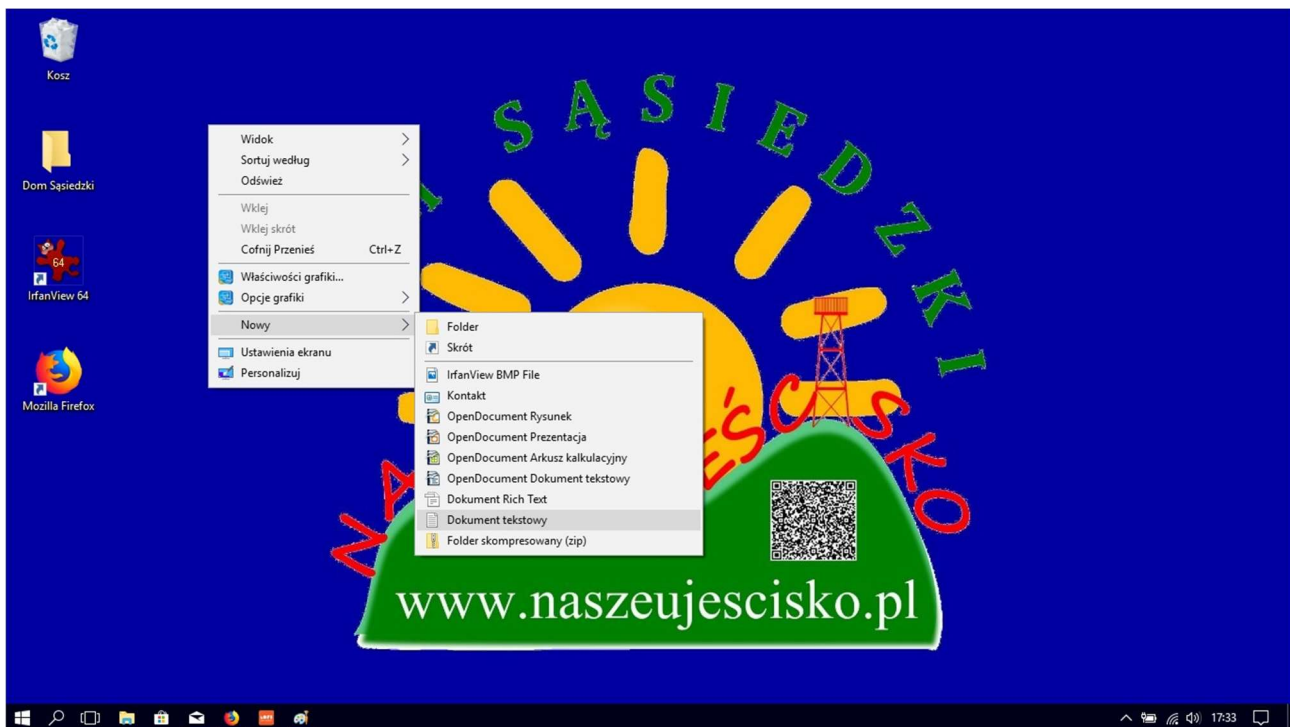 Kosz
Dom Sąsiedzki
64
IrfanView 64
Mozilla Firefox
Widok
Sortuj według
Odśwież
Wklej
Wklej skrót
Cofnij Przenieś Ctrl+Z
Właściwości grafiki...
Opcje grafiki
Nowy
Ustawienia ekranu
Personalizuj
Folder
Skrót
IrfanView BMP File
Kontakt
OpenDocument Rysunek
OpenDocument Prezentacja
OpenDocument Arkusz kalkulacyjny
OpenDocument Dokument tekstowy
Dokument Rich Text
Dokument tekstowy
Folder skompresowany (zip)
SĄSIEDZKI
www.naszeujescisko.pl
17:33